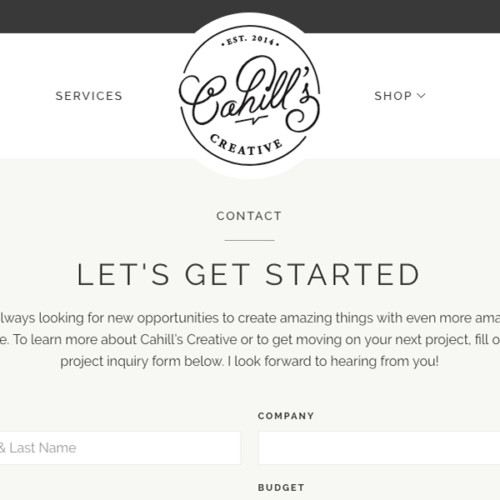 • EST. 2014 •
SERVICES
Cahill's
SHOP
CREATIVE
CONTACT
LET'S GET STARTED
lways looking for new opportunities to create amazing things with even more ama
e. To learn more about Cahill's Creative or to get moving on your next project, fill o
project inquiry form below. I look forward to hearing from you!
COMPANY
& Last Name
BUDGET